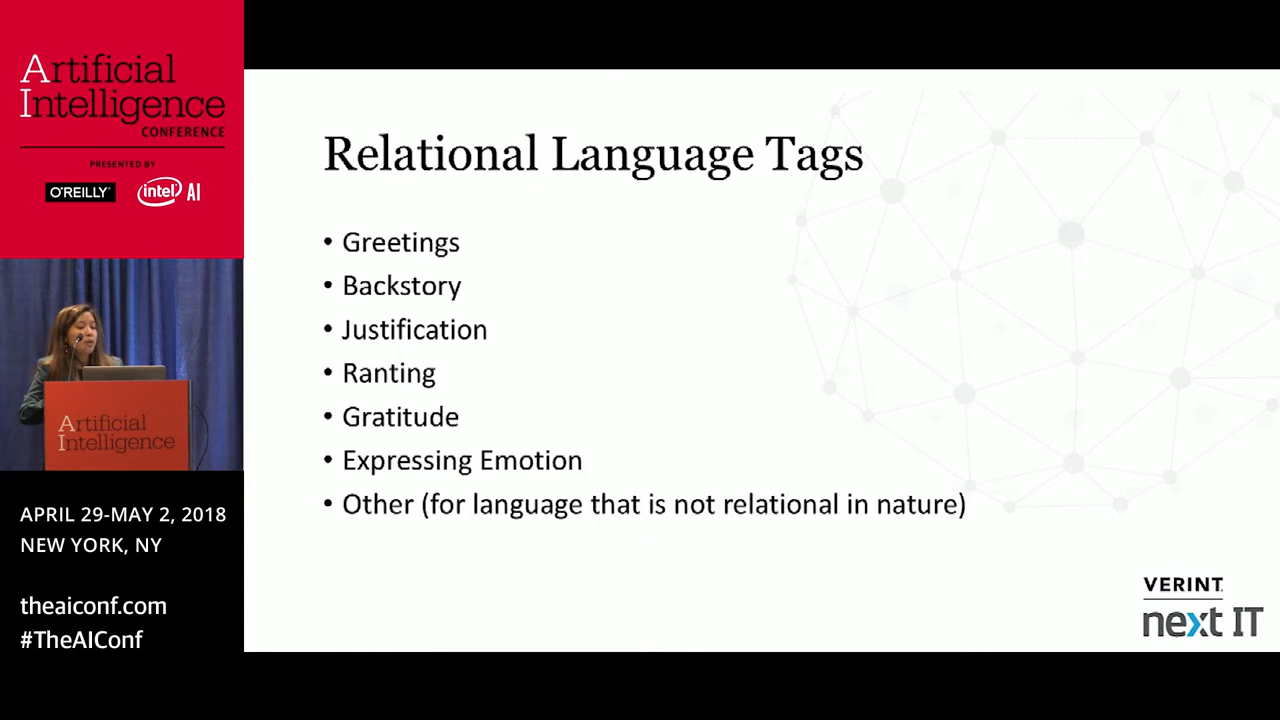 Artificial
Intelligence
CONFERENCE
PRESENTED BY
O'REILLY
intel AI
Artificial
Intelligence
APRIL 29-MAY 2, 2018
NEW YORK, NY
theaiconf.com
#TheAIConf
Relational Language Tags
• Greetings
• Backstory
• Justification
• Ranting
• Gratitude
• Expressing Emotion
• Other (for language that is not relational in nature)
VERINT
next IT